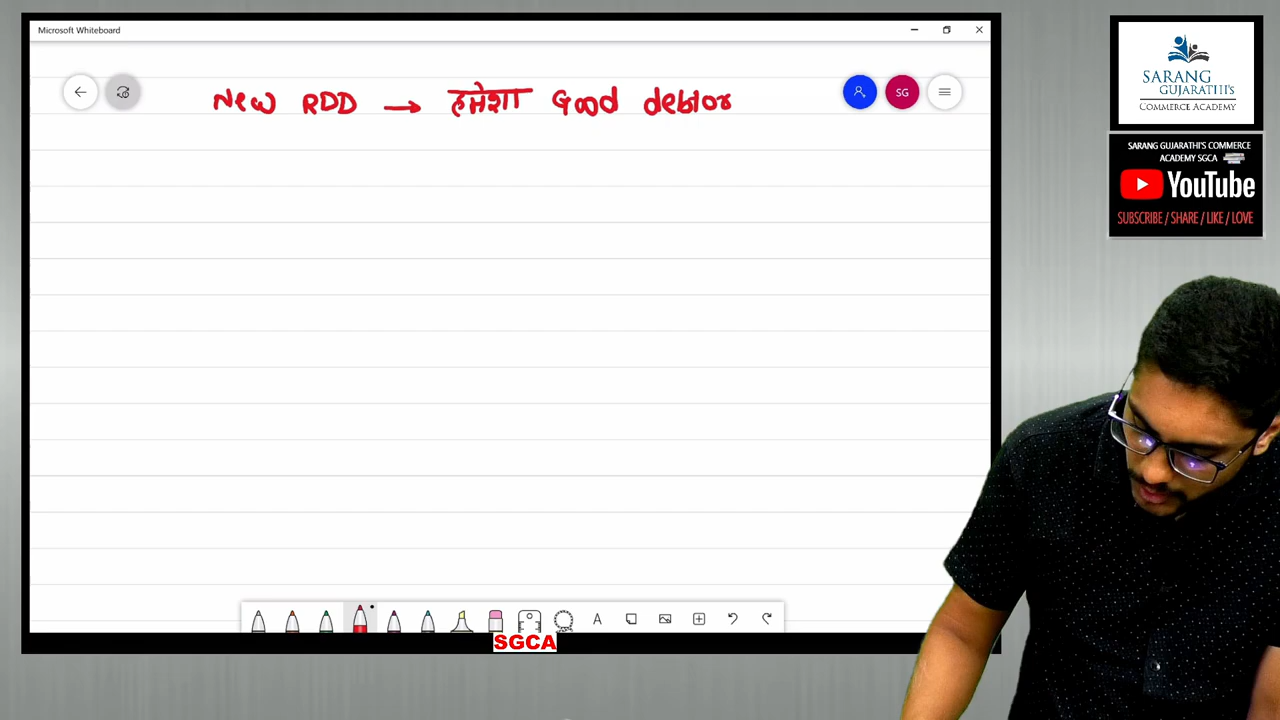 Microsoft Whiteboard
New RDD → हमेशा Good debtor
SG
SGCA
SARANG
GUJARATHI'S
COMMERCE ACADEMY
SARANG GUJARATHI'S COMMERCE
ACADEMY SGCA
YouTube
SUBSCRIBE / SHARE / LIKE / LOVE